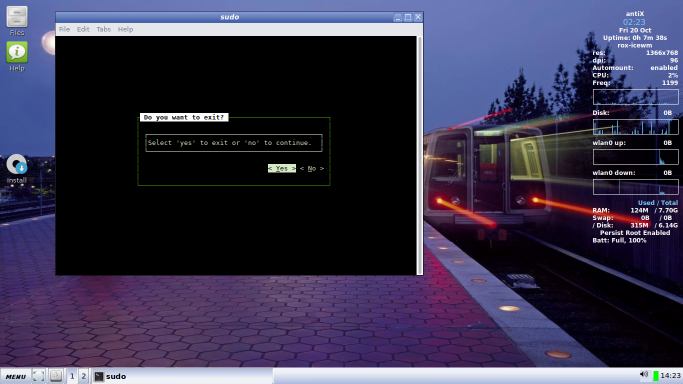 sudo
File Edit Tabs Help
Do you want to exit?
Select 'yes' to exit or 'no' to continue.
< Yes > < No >
Files
Help
Install
antiX
02:23
Fri 20 Oct
Uptime: 0h 7m 38s
rox-icewm
res: 1366x768
dpi: 96
Automount: enabled
CPU: 2%
Freq: 1199
Disk: 0B
wlan0 up: 0B
wlan0 down: 0B
Used / Total
RAM: 124M / 7.70G
Swap: 0B / 0B
/ Disk: 315M / 6.14G
Persist Root Enabled
Batt: Full, 100%
MENU 1 2 sudo 14:23